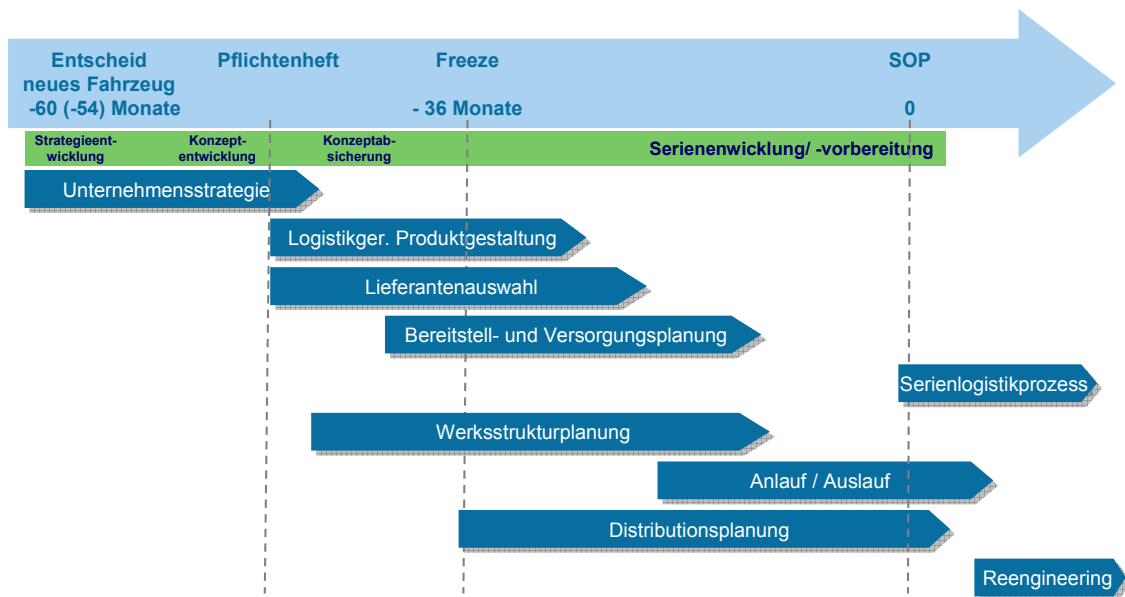 Entscheid
neues Fahrzeug
-60 (-54) Monate
Pflichtenheft
Freeze
- 36 Monate
SOP
0
Strategieent-
wicklung
Konzept-
entwicklung
Konzeptab-
sicherung
Serienenwicklung/ -vorbereitung
Unternehmensstrategie
Logistikger. Produktgestaltung
Lieferantenauswahl
Bereitstell- und Versorgungsplanung
Serienlogistikprozess
Werksstrukturplanung
Anlauf / Auslauf
Distributionsplanung
Reengineering